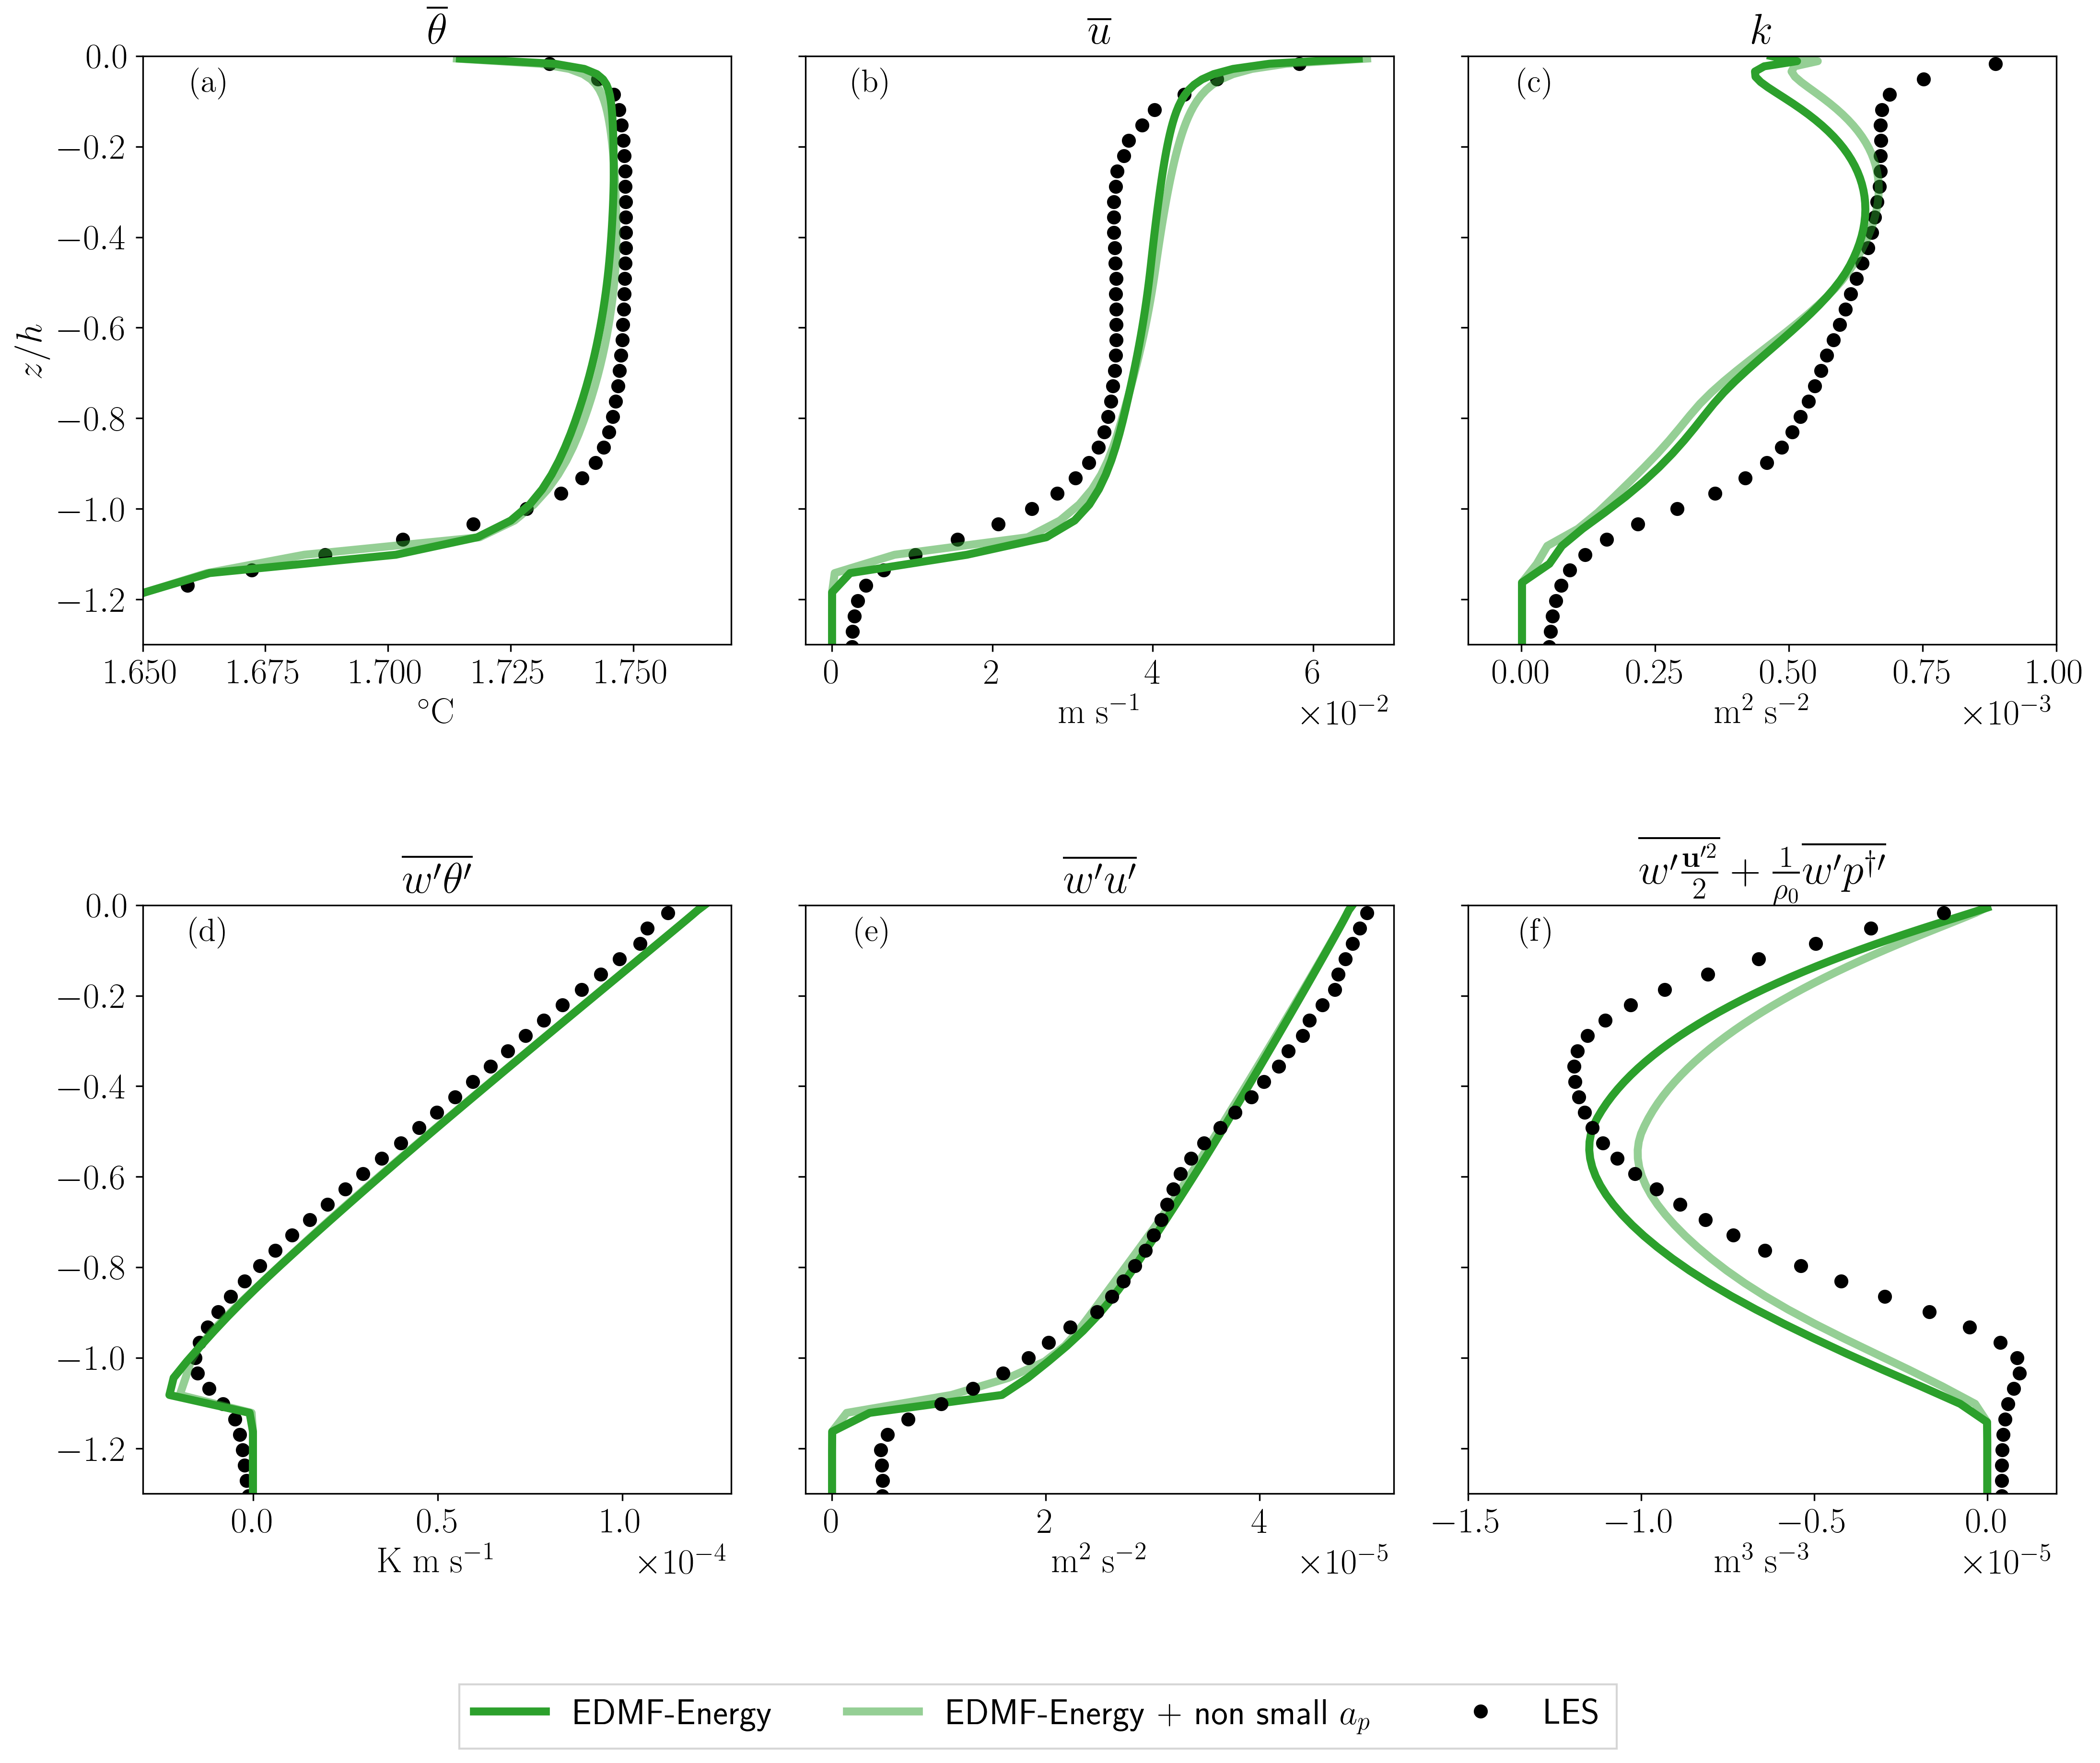 θ̅
u̅
k
(a)
(b)
(c)
0.0
−0.2
−0.4
−0.6
−0.8
−1.0
−1.2
z/h
1.650 1.675 1.700 1.725 1.750
0 2 4 6
0.00 0.25 0.50 0.75 1.00
°C
m s⁻¹ ×10⁻²
m² s⁻² ×10⁻³
w′θ′
w′u′
w′ u′²/2 + 1/ρ₀ w′p†′
(d)
(e)
(f)
0.0
−0.2
−0.4
−0.6
−0.8
−1.0
−1.2
0.0 0.5 1.0
0 2 4
−1.5 −1.0 −0.5 0.0
K m s⁻¹ ×10⁻⁴
m² s⁻² ×10⁻⁵
m³ s⁻³ ×10⁻⁵
EDMF-Energy EDMF-Energy + non small aₚ LES